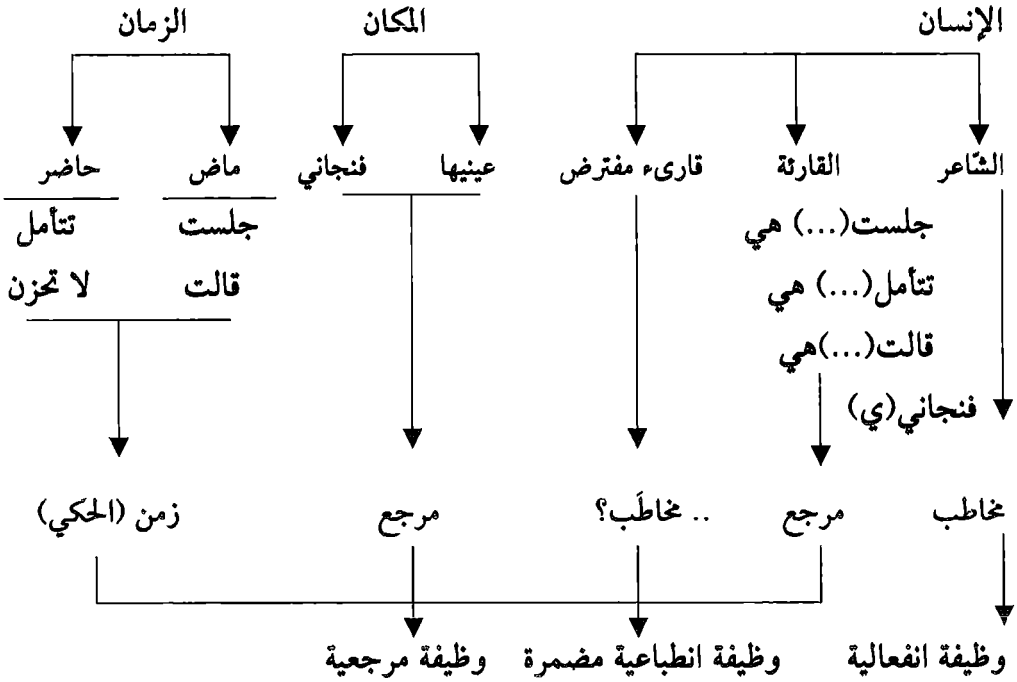 الإنسان المكان الزمان
الشّاعر القارئة قارىء مفترض عينيها فنجاني ماض حاضر
جلست(...) هي جلست تتأمل
تتأمل(...) هي قالت لا تحزن
قالت(...)هي
فنجاني(ي)
مخاطب مرجع .. مخاطَب؟ مرجع زمن (الحكي)
وظيفة انفعالية وظيفة انطباعية مضمرة وظيفة مرجعية